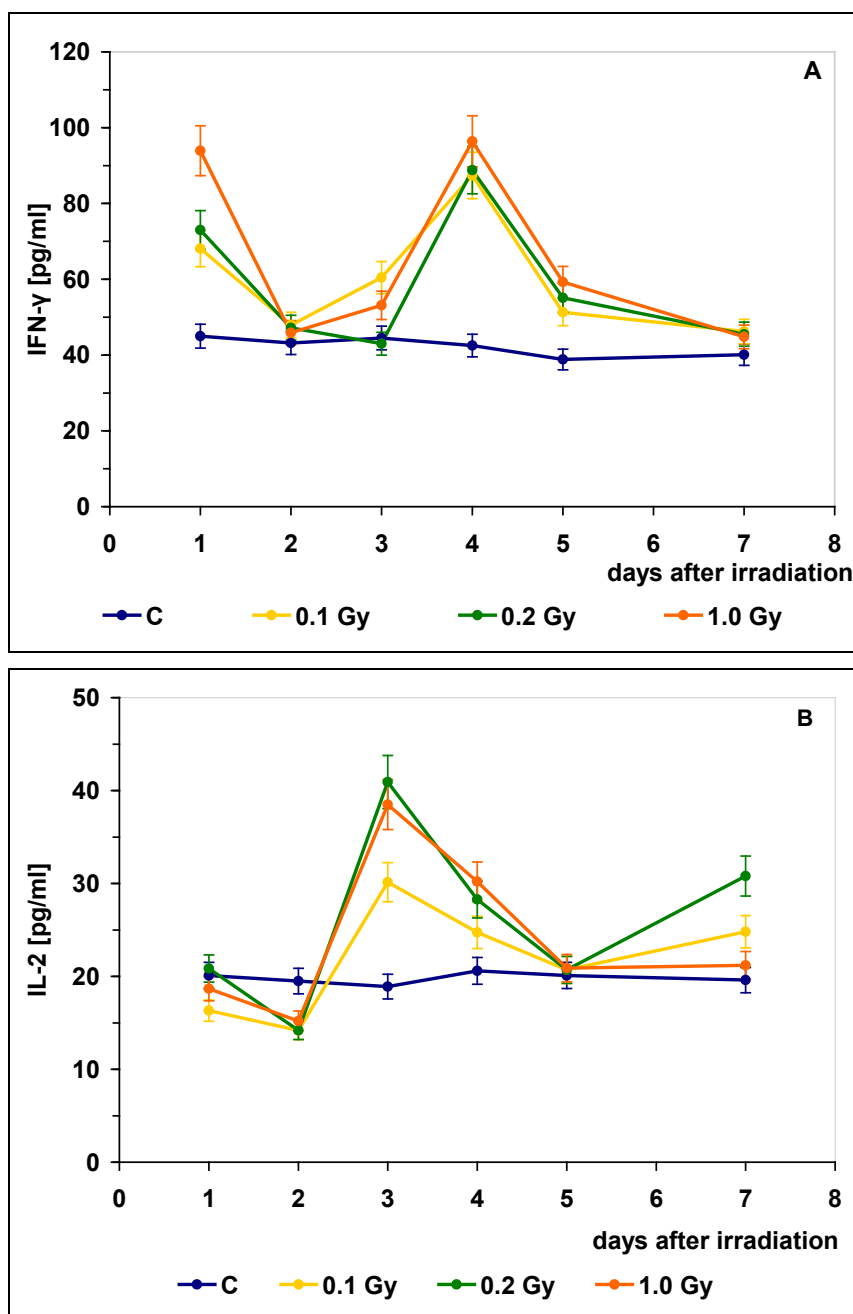 A
120
100
80
60
40
20
0
IFN-γ [pg/ml]
0 1 2 3 4 5 6 7 8
days after irradiation
C 0.1 Gy 0.2 Gy 1.0 Gy
B
50
40
30
20
10
0
IL-2 [pg/ml]
0 1 2 3 4 5 6 7 8
days after irradiation
C 0.1 Gy 0.2 Gy 1.0 Gy